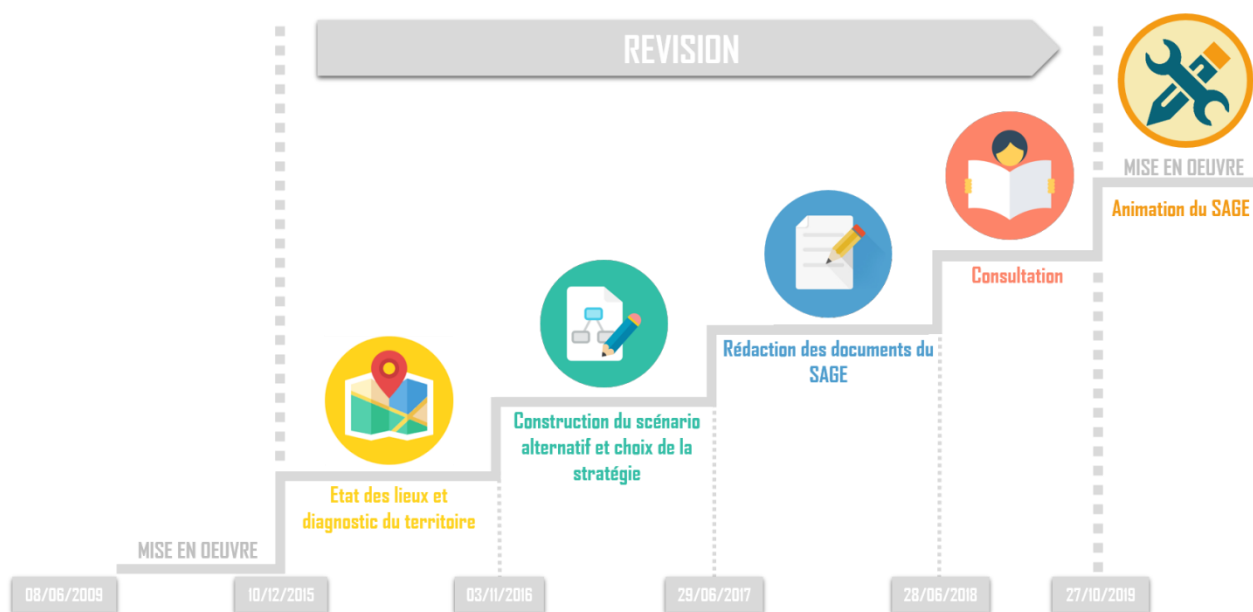 REVISION
MISE EN OEUVRE
Animation du SAGE
Consultation
Rédaction des documents du
SAGE
Construction du scénario
alternatif et choix de la
stratégie
Etat des lieux et
diagnostic du territoire
MISE EN OEUVRE
08/06/2009
10/12/2015
03/11/2016
29/06/2017
28/06/2018
27/10/2019